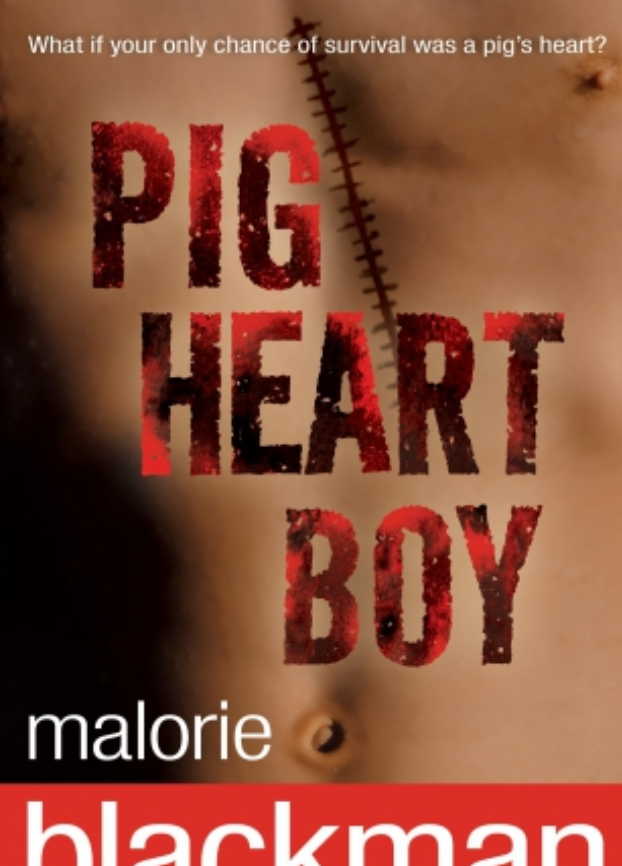 What if your only chance of survival was a pig's heart?
PIG
HEART
BOY
malorie
blackman